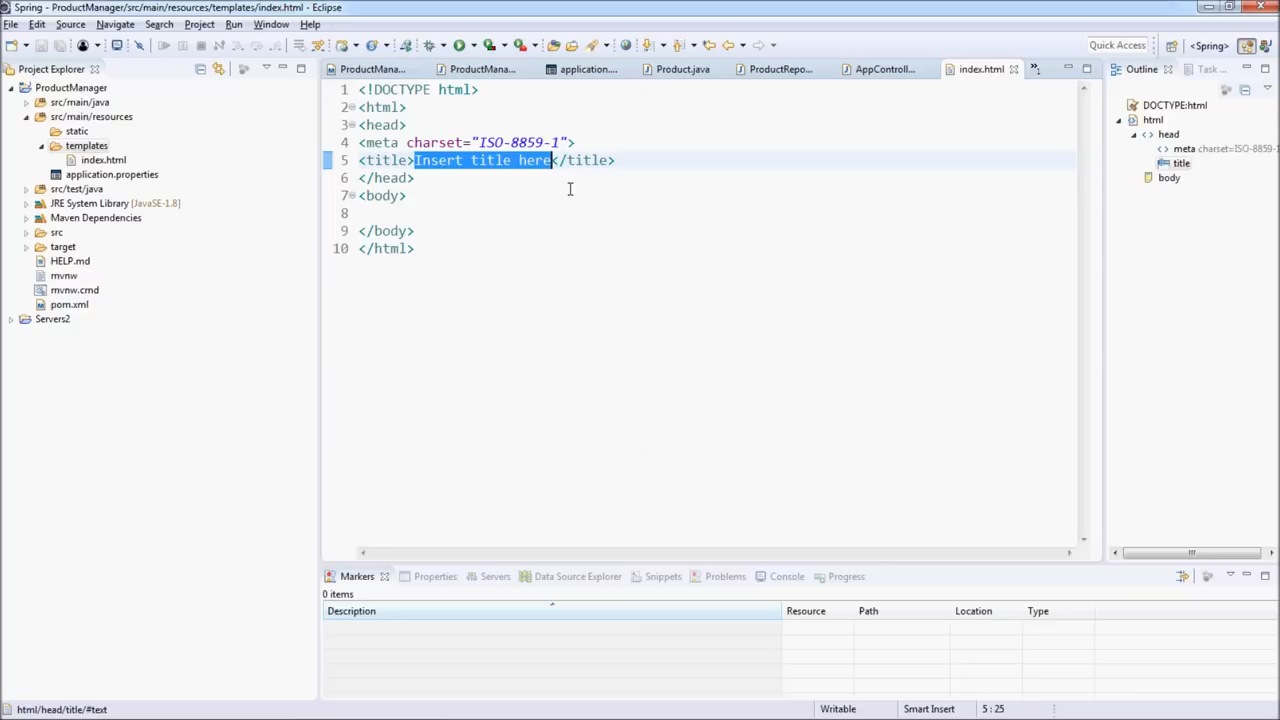 Spring - ProductManager/src/main/resources/templates/index.html - Eclipse
File Edit Source Navigate Search Project Run Window Help
Quick Access
<Spring>
Project Explorer
ProductMana...
ProductMana...
application....
Product.java
ProductRepo...
AppControll...
index.html
»1
Outline
Task ...
ProductManager
src/main/java
src/main/resources
static
templates
index.html
application.properties
src/test/java
JRE System Library [JavaSE-1.8]
Maven Dependencies
src
target
HELP.md
mvnw
mvnw.cmd
pom.xml
Servers2
1 <!DOCTYPE html>
2 <html>
3 <head>
4 <meta charset="ISO-8859-1">
5 <title>Insert title here</title>
6 </head>
7 <body>
8
9 </body>
10 </html>
DOCTYPE:html
html
head
meta charset=ISO-8859-1
title
body
Markers Properties Servers Data Source Explorer Snippets Problems Console Progress
0 items
Description Resource Path Location Type
html/head/title/#text Writable Smart Insert 5 : 25